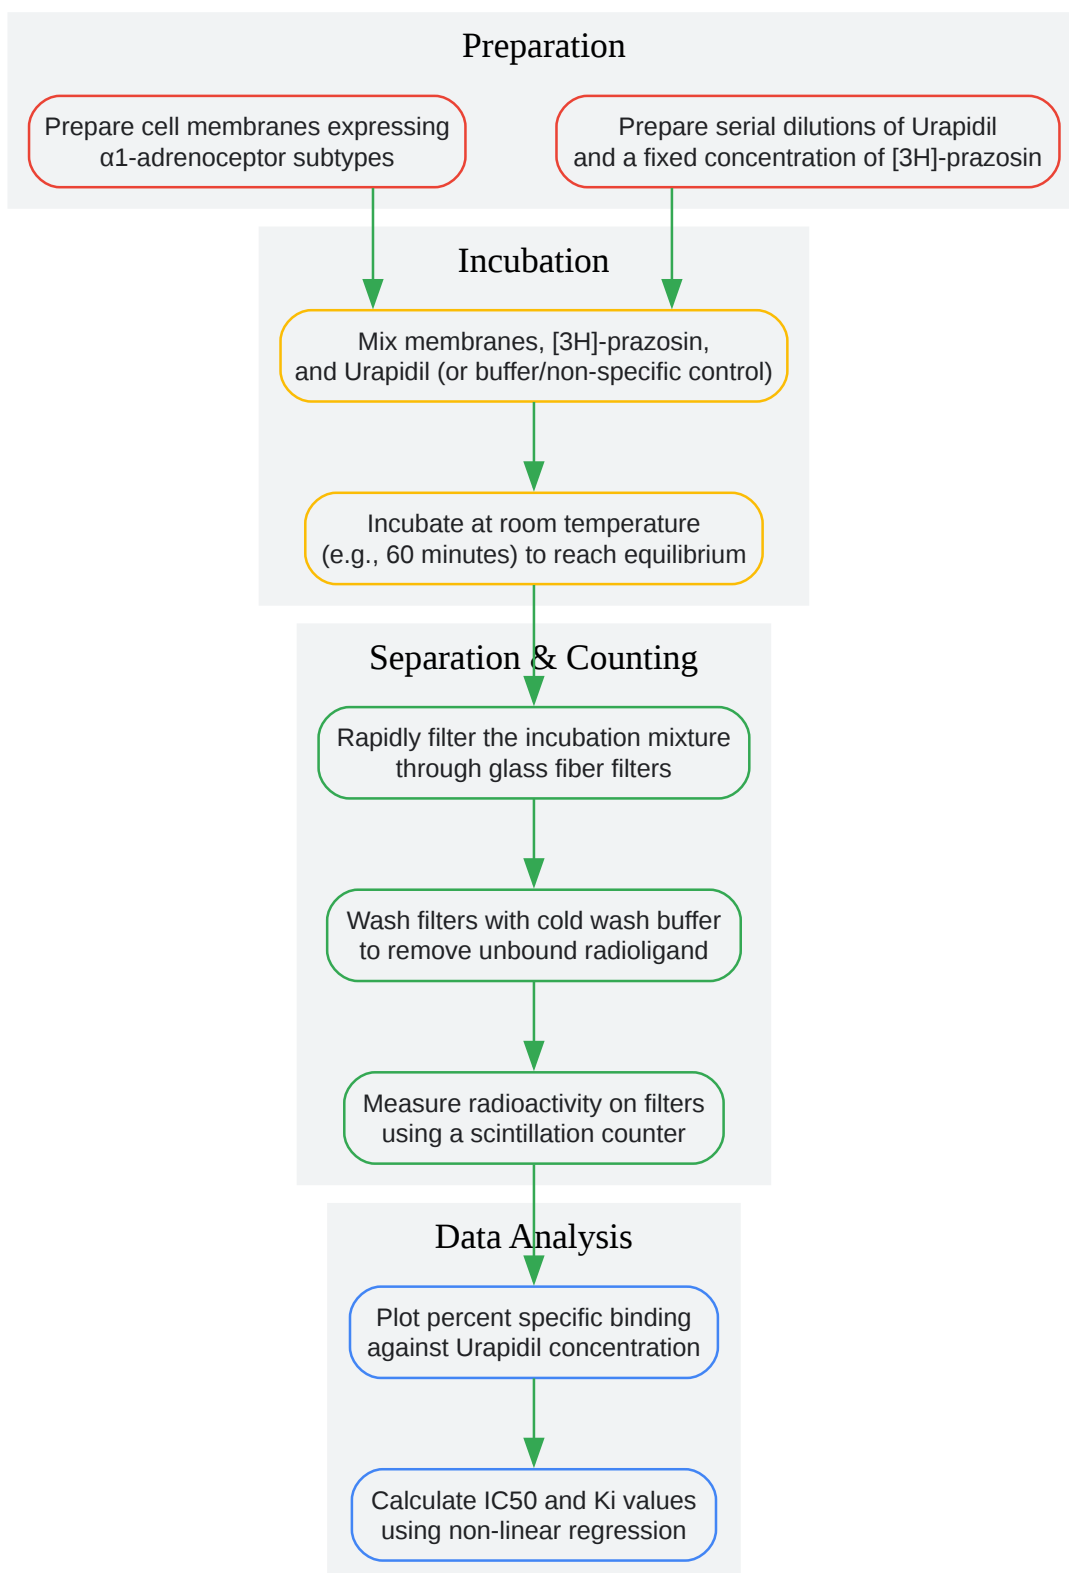 Preparation
Prepare cell membranes expressing
α1-adrenoceptor subtypes
Prepare serial dilutions of Urapidil
and a fixed concentration of [3H]-prazosin
Incubation
Mix membranes, [3H]-prazosin,
and Urapidil (or buffer/non-specific control)
Incubate at room temperature
(e.g., 60 minutes) to reach equilibrium
Separation & Counting
Rapidly filter the incubation mixture
through glass fiber filters
Wash filters with cold wash buffer
to remove unbound radioligand
Measure radioactivity on filters
using a scintillation counter
Data Analysis
Plot percent specific binding
against Urapidil concentration
Calculate IC50 and Ki values
using non-linear regression